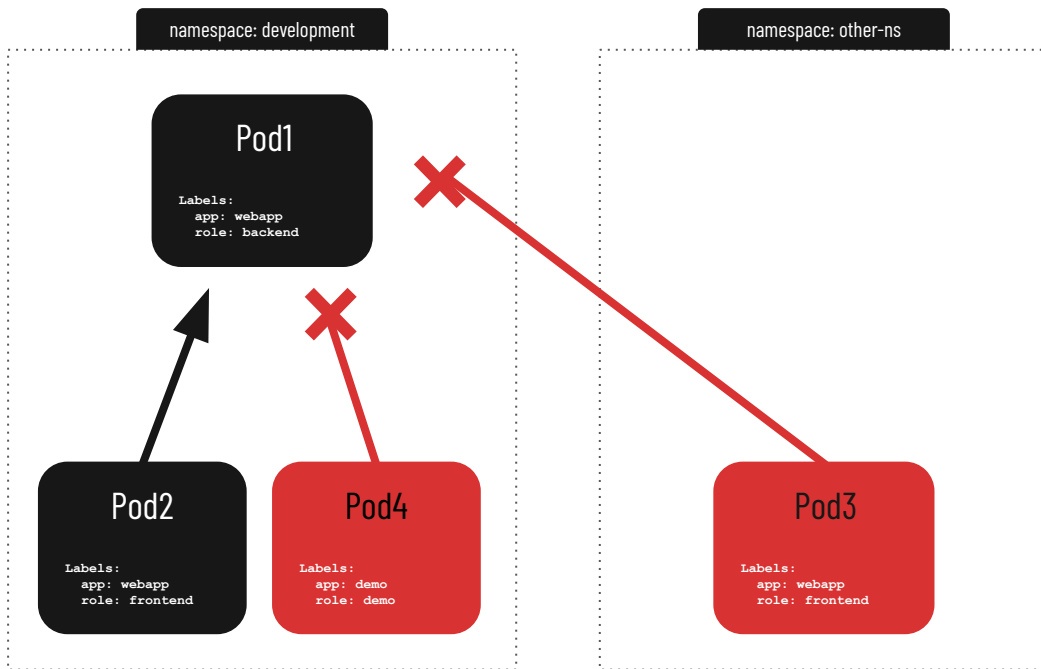 namespace: development
namespace: other-ns
Pod1
Labels:
app: webapp
role: backend
Pod2
Labels:
app: webapp
role: frontend
Pod4
Labels:
app: demo
role: demo
Pod3
Labels:
app: webapp
role: frontend